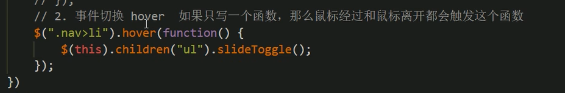 // });
// 2. 事件切换 hover 如果只写一个函数，那么鼠标经过和鼠标离开都会触发这个函数
$(".nav>li").hover(function() {
$(this).children("ul").slideToggle();
});
})